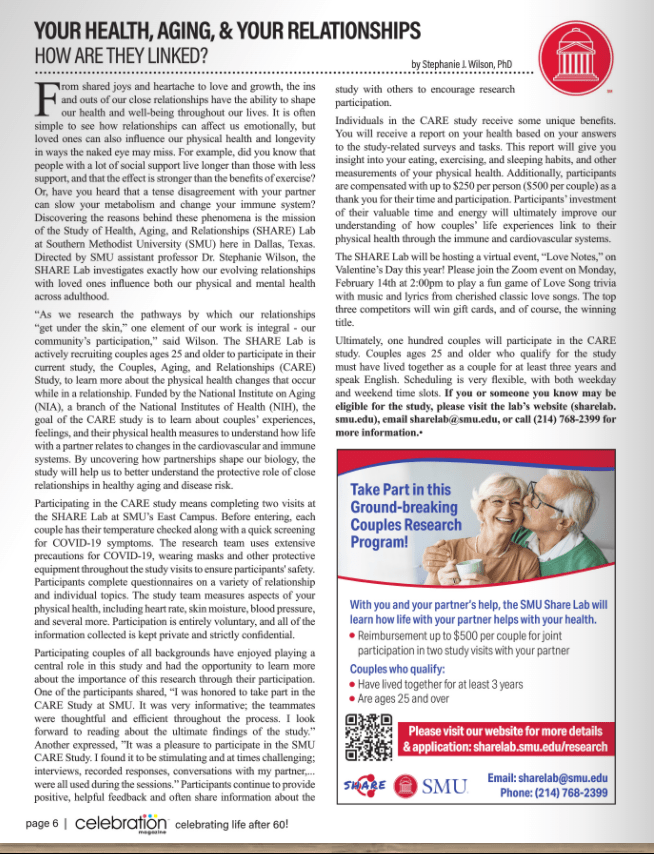 YOUR HEALTH, AGING, & YOUR RELATIONSHIPS
HOW ARE THEY LINKED?
by Stephanie J. Wilson, PhD
From shared joys and heartache to love and growth, the ins
and outs of our close relationships have the ability to shape
our health and well-being throughout our lives. It is often
simple to see how relationships can affect us emotionally, but
loved ones can also influence our physical health and longevity
in ways the naked eye may miss. For example, did you know that
people with a lot of social support live longer than those with less
support, and that the effect is stronger than the benefits of exercise?
Or, have you heard that a tense disagreement with your partner
can slow your metabolism and change your immune system?
Discovering the reasons behind these phenomena is the mission
of the Study of Health, Aging, and Relationships (SHARE) Lab
at Southern Methodist University (SMU) here in Dallas, Texas.
Directed by SMU assistant professor Dr. Stephanie Wilson, the
SHARE Lab investigates exactly how our evolving relationships
with loved ones influence both our physical and mental health
across adulthood.
“As we research the pathways by which our relationships
“get under the skin,” one element of our work is integral - our
community’s participation,” said Wilson. The SHARE Lab is
actively recruiting couples ages 25 and older to participate in their
current study, the Couples, Aging, and Relationships (CARE)
Study, to learn more about the physical health changes that occur
while in a relationship. Funded by the National Institute on Aging
(NIA), a branch of the National Institutes of Health (NIH), the
goal of the CARE study is to learn about couples’ experiences,
feelings, and their physical health measures to understand how life
with a partner relates to changes in the cardiovascular and immune
systems. By uncovering how partnerships shape our biology, the
study will help us to better understand the protective role of close
relationships in healthy aging and disease risk.
Participating in the CARE study means completing two visits at
the SHARE Lab at SMU’s East Campus. Before entering, each
couple has their temperature checked along with a quick screening
for COVID-19 symptoms. The research team uses extensive
precautions for COVID-19, wearing masks and other protective
equipment throughout the study visits to ensure participants' safety.
Participants complete questionnaires on a variety of relationship
and individual topics. The study team measures aspects of your
physical health, including heart rate, skin moisture, blood pressure,
and several more. Participation is entirely voluntary, and all of the
information collected is kept private and strictly confidential.
Participating couples of all backgrounds have enjoyed playing a
central role in this study and had the opportunity to learn more
about the importance of this research through their participation.
One of the participants shared, “I was honored to take part in the
CARE Study at SMU. It was very informative; the teammates
were thoughtful and efficient throughout the process. I look
forward to reading about the ultimate findings of the study.”
Another expressed, ”It was a pleasure to participate in the SMU
CARE Study. I found it to be stimulating and at times challenging;
interviews, recorded responses, conversations with my partner,...
were all used during the sessions.” Participants continue to provide
positive, helpful feedback and often share information about the
study with others to encourage research
participation.
Individuals in the CARE study receive some unique benefits.
You will receive a report on your health based on your answers
to the study-related surveys and tasks. This report will give you
insight into your eating, exercising, and sleeping habits, and other
measurements of your physical health. Additionally, participants
are compensated with up to $250 per person ($500 per couple) as a
thank you for their time and participation. Participants’ investment
of their valuable time and energy will ultimately improve our
understanding of how couples’ life experiences link to their
physical health through the immune and cardiovascular systems.
The SHARE Lab will be hosting a virtual event, “Love Notes,” on
Valentine’s Day this year! Please join the Zoom event on Monday,
February 14th at 2:00pm to play a fun game of Love Song trivia
with music and lyrics from cherished classic love songs. The top
three competitors will win gift cards, and of course, the winning
title.
Ultimately, one hundred couples will participate in the CARE
study. Couples ages 25 and older who qualify for the study
must have lived together as a couple for at least three years and
speak English. Scheduling is very flexible, with both weekday
and weekend time slots. If you or someone you know may be
eligible for the study, please visit the lab’s website (sharelab.
smu.edu), email sharelab@smu.edu, or call (214) 768-2399 for
more information.•
Take Part in this
Ground-breaking
Couples Research
Program!
With you and your partner’s help, the SMU Share Lab will
learn how life with your partner helps with your health.
• Reimbursement up to $500 per couple for joint
participation in two study visits with your partner
Couples who qualify:
• Have lived together for at least 3 years
• Are ages 25 and over
Please visit our website for more details
& application: sharelab.smu.edu/research
SHARE
SMU
Email: sharelab@smu.edu
Phone: (214) 768-2399
page 6 | celebration magazine celebrating life after 60!